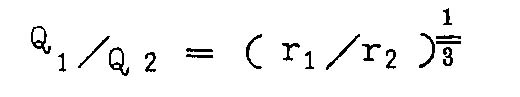 Q₁/Q₂ = (r₁/r₂)^(1/3)